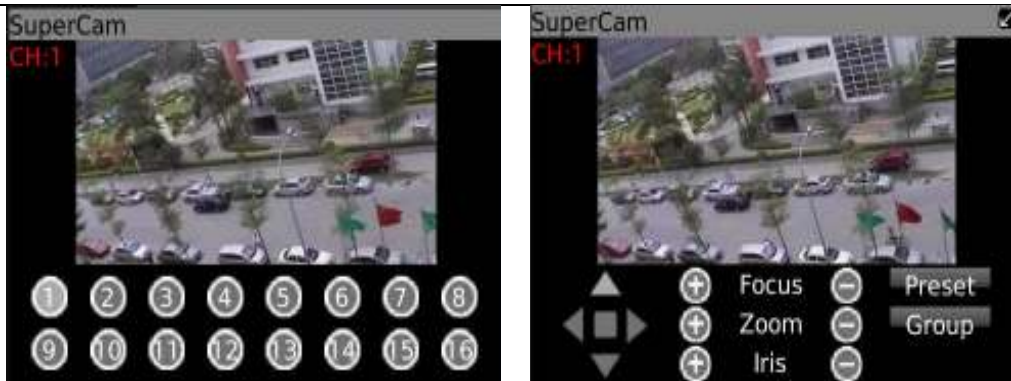 SuperCam
CH:1
1 2 3 4 5 6 7 8
9 10 11 12 13 14 15 16
SuperCam
CH:1
Focus Preset
Zoom Group
Iris